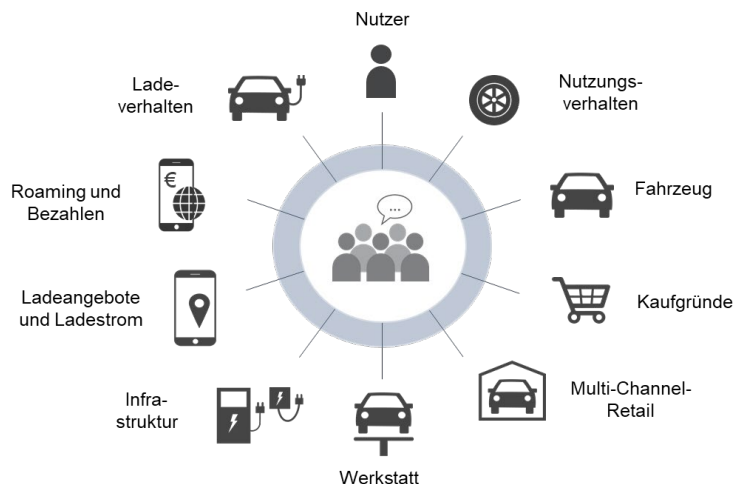 Nutzer
Nutzungs-
verhalten
Fahrzeug
Kaufgründe
Multi-Channel-
Retail
Werkstatt
Infra-
struktur
Ladeangebote
und Ladestrom
Roaming und
Bezahlen
€
Lade-
verhalten
...